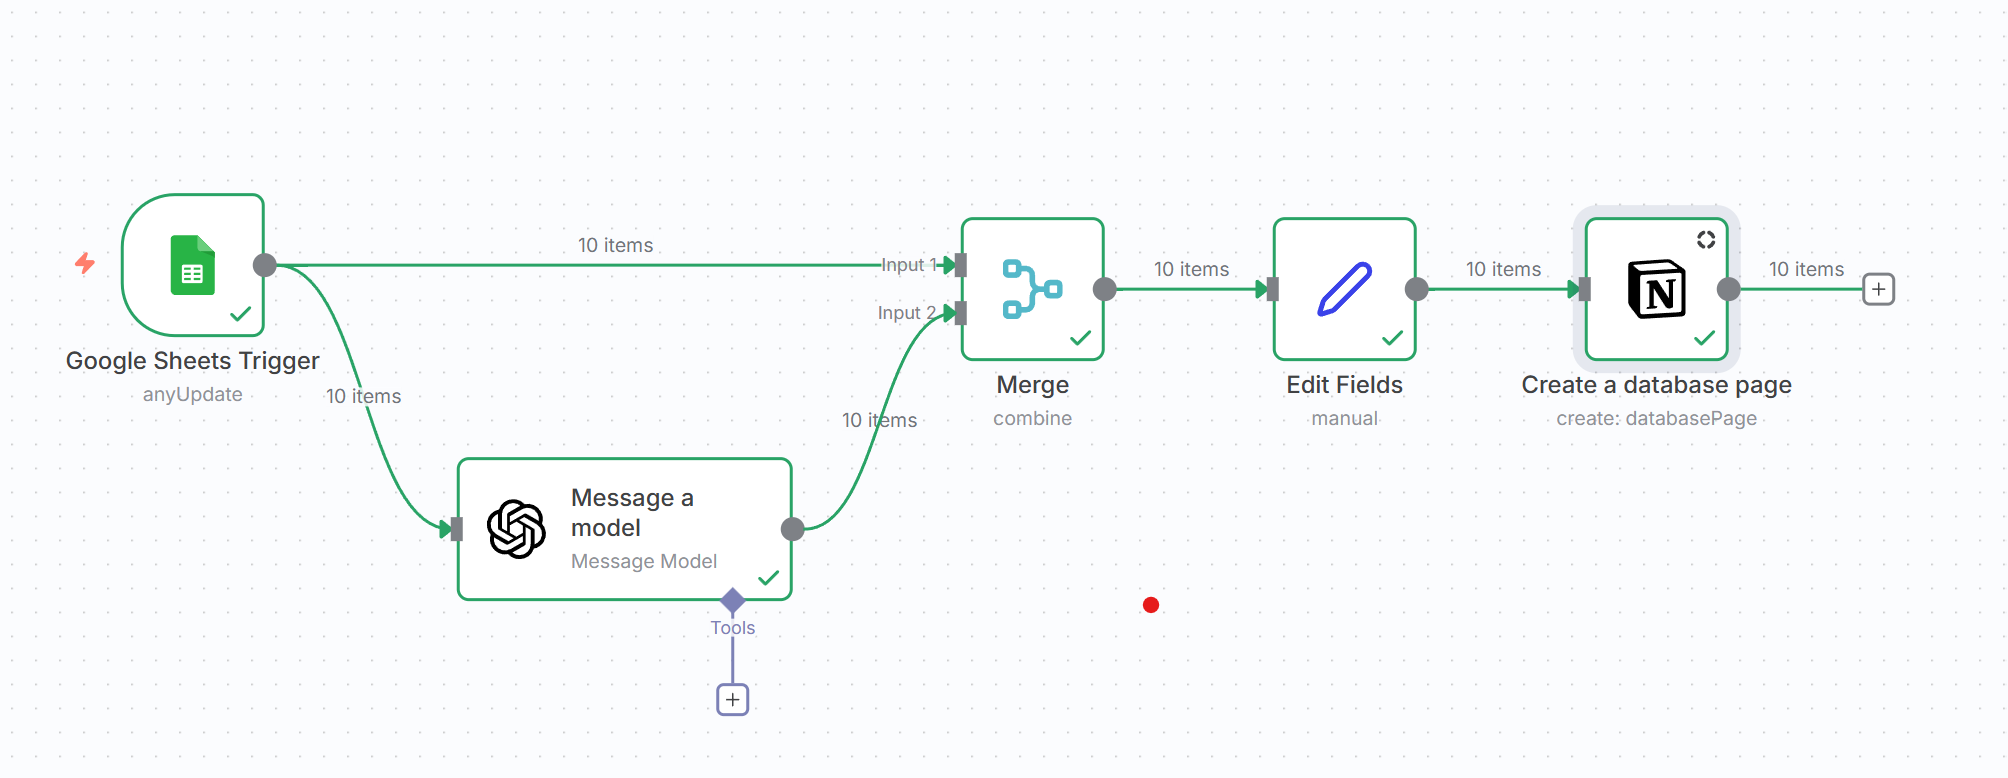 10 items
Input 1
Google Sheets Trigger
anyUpdate
10 items
Message a
model
Message Model
Tools
10 items
Input 2
Merge
combine
10 items
Edit Fields
manual
10 items
N
Create a database page
create: databasePage
10 items